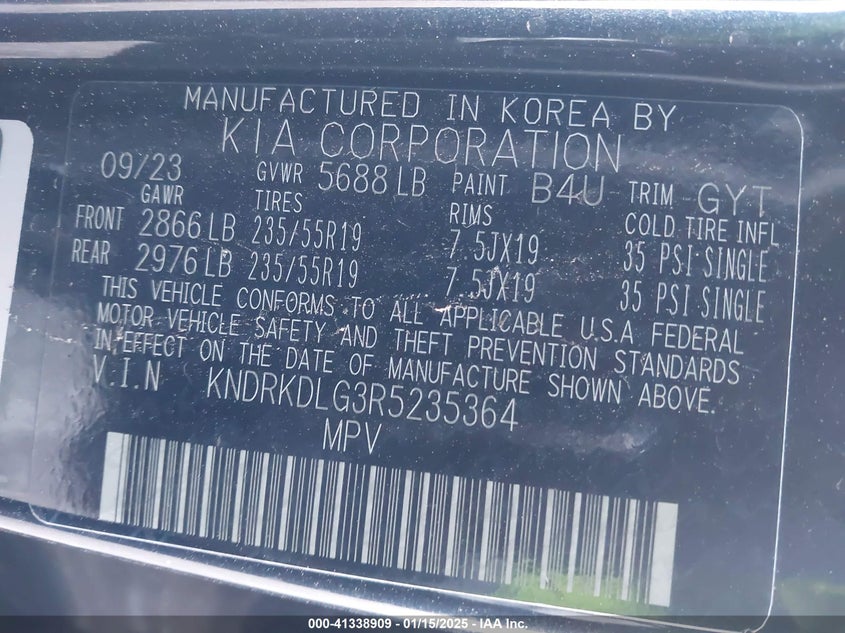 MANUFACTURED IN KOREA BY
KIA CORPORATION
09/23 GVWR 5688 LB PAINT B4U TRIM GYT
GAWR TIRES RIMS COLD TIRE INFL
FRONT 2866 LB 235/55R19 7.5JX19 35 PSI SINGLE
REAR 2976 LB 235/55R19 7.5JX19 35 PSI SINGLE
THIS VEHICLE CONFORMS TO ALL APPLICABLE U.S.A FEDERAL
MOTOR VEHICLE SAFETY AND THEFT PREVENTION STANDARDS
IN EFFECT ON THE DATE OF MANUFACTURE SHOWN ABOVE.
V.I.N KNDRKDLG3R5235364
MPV
000-41338909 - 01/15/2025 - IAA Inc.